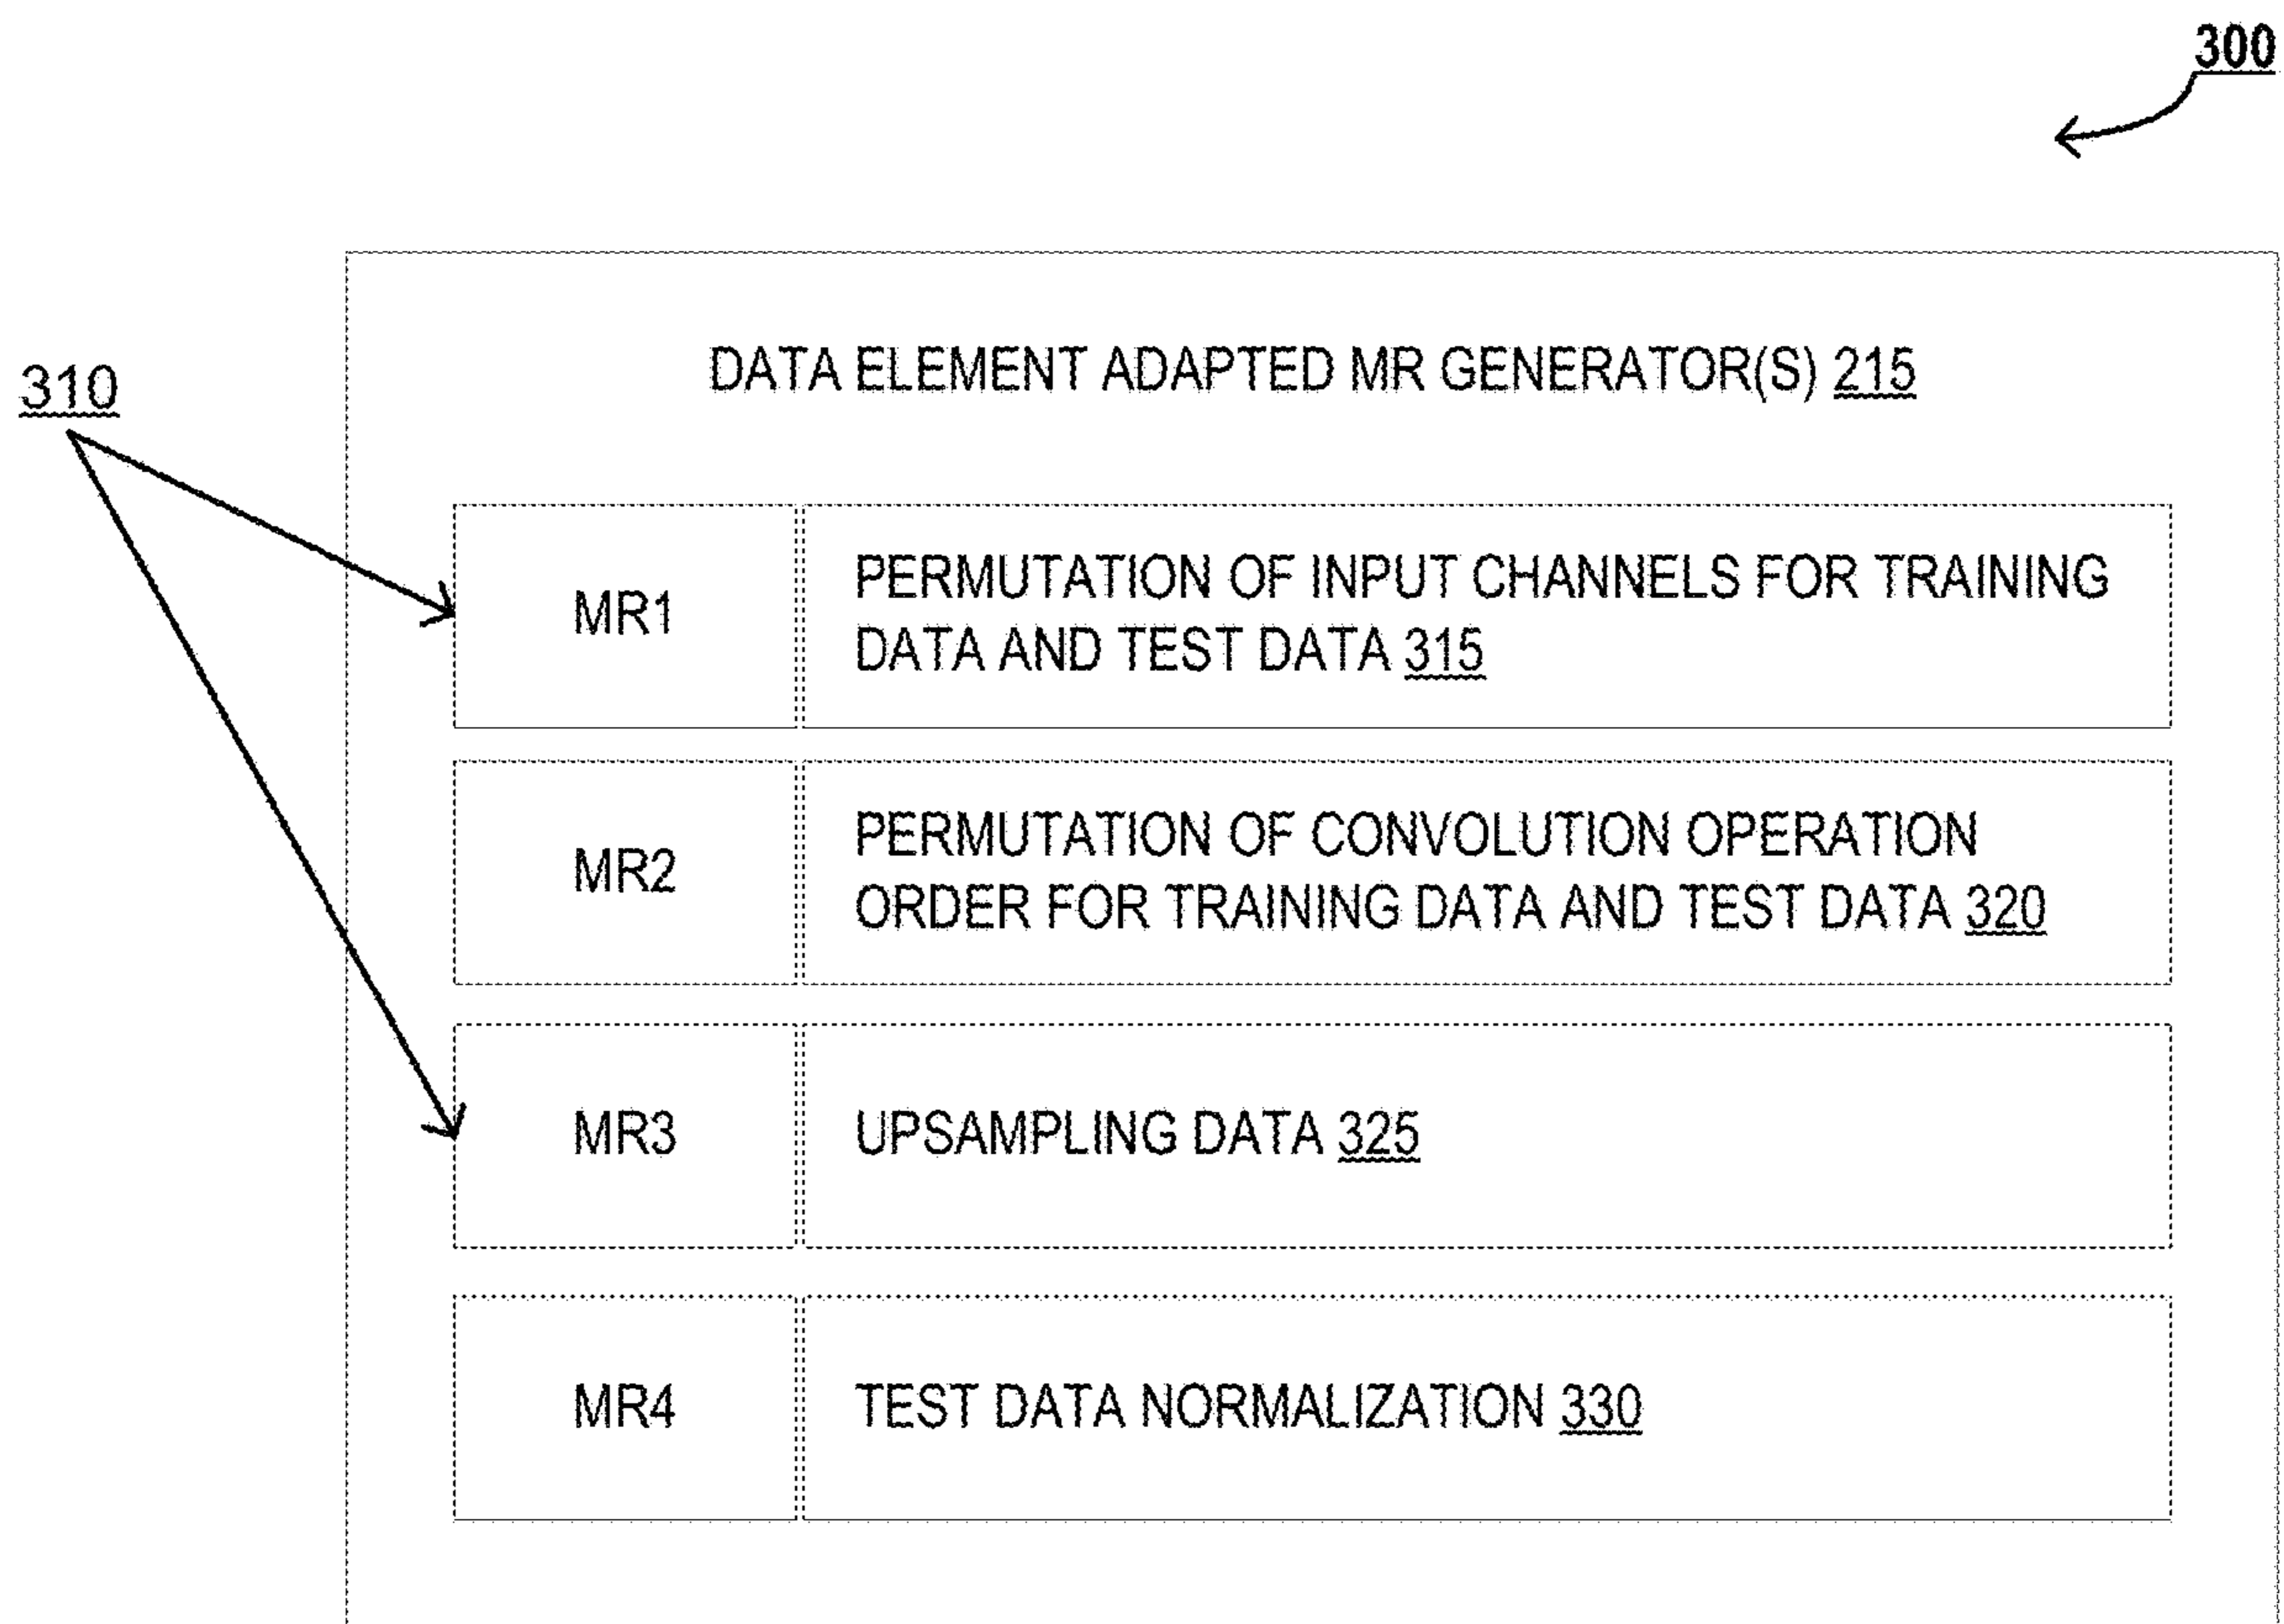 300
310
DATA ELEMENT ADAPTED MR GENERATOR(S) 215
MR1
PERMUTATION OF INPUT CHANNELS FOR TRAINING
DATA AND TEST DATA 315
MR2
PERMUTATION OF CONVOLUTION OPERATION
ORDER FOR TRAINING DATA AND TEST DATA 320
MR3
UPSAMPLING DATA 325
MR4
TEST DATA NORMALIZATION 330